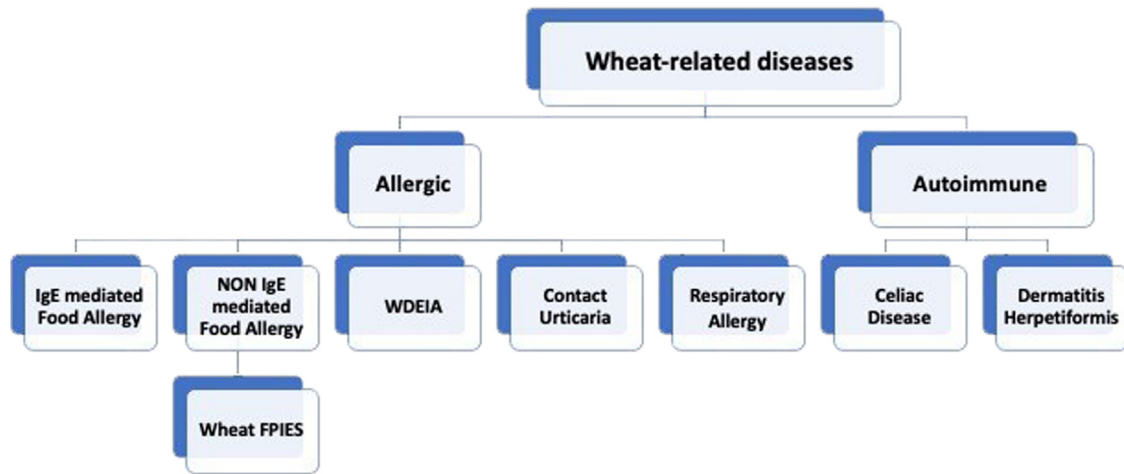 Wheat-related diseases
Allergic
Autoimmune
IgE mediated
Food Allergy
NON IgE
mediated
Food Allergy
WDEIA
Contact
Urticaria
Respiratory
Allergy
Celiac
Disease
Dermatitis
Herpetiformis
Wheat FPIES